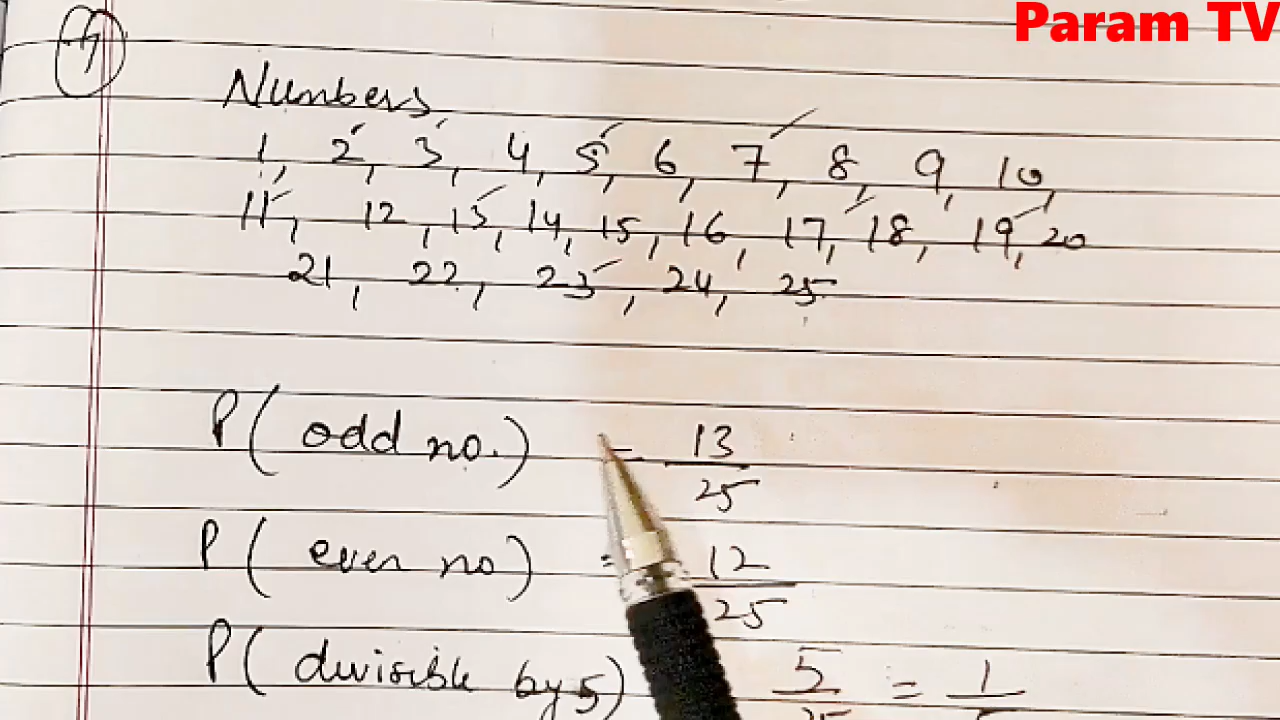 Param TV
Numbers
1, 2, 3, 4, 5, 6, 7, 8, 9, 10,
11, 12, 13, 14, 15, 16, 17, 18, 19, 20
21, 22, 23, 24, 25
P( odd no.) = 13/25
P( even no) = 12/25
P( divisible by 5) 5/25 = 1